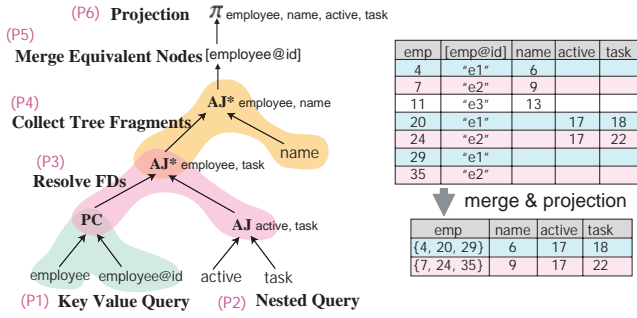 (P6) Projection π employee, name, active, task
(P5)
Merge Equivalent Nodes [employee@id]
(P4)
AJ* employee, name
Collect Tree Fragments
name
(P3)
AJ* employee, task
Resolve FDs
PC
AJ active, task
employee employee@id active task
(P1) Key Value Query (P2) Nested Query
emp [emp@id] name active task
4 "e1" 6
7 "e2" 9
11 "e3" 13
20 "e1" 17 18
24 "e2" 17 22
29 "e1"
35 "e2"
merge & projection
emp name active task
{4, 20, 29} 6 17 18
{7, 24, 35} 9 17 22